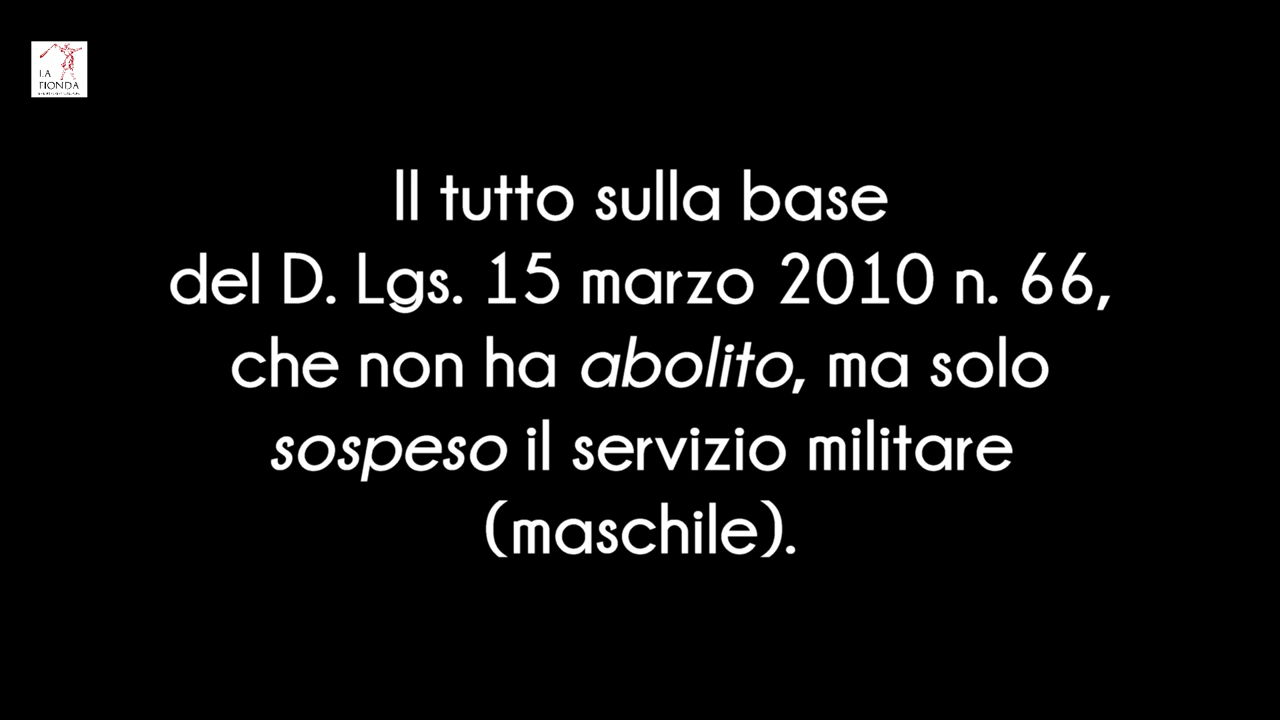 LA
FIONDA
Il tutto sulla base
del D. Lgs. 15 marzo 2010 n. 66,
che non ha abolito, ma solo
sospeso il servizio militare
(maschile).